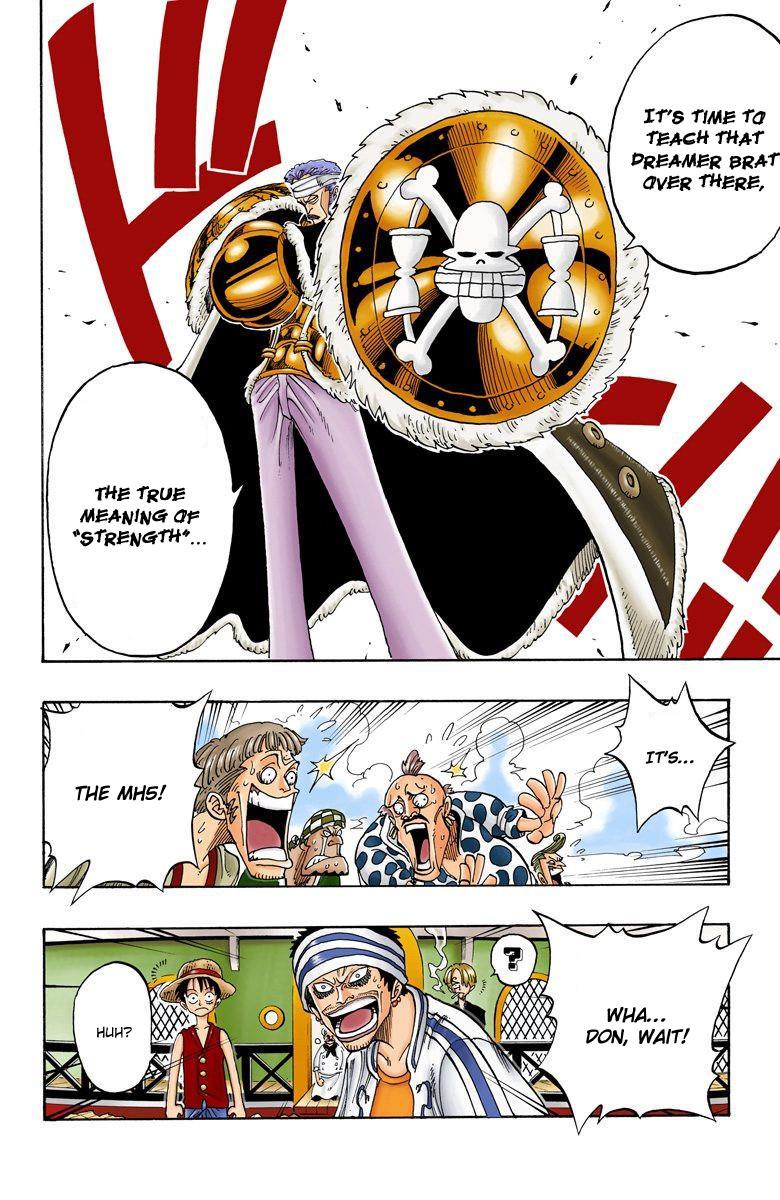 IT'S TIME TO
TEACH THAT
DREAMER BRAT
OVER THERE,
THE TRUE
MEANING OF
"STRENGTH"...
IT'S...
THE MH5!
WHA...
DON, WAIT!
?
HUH?